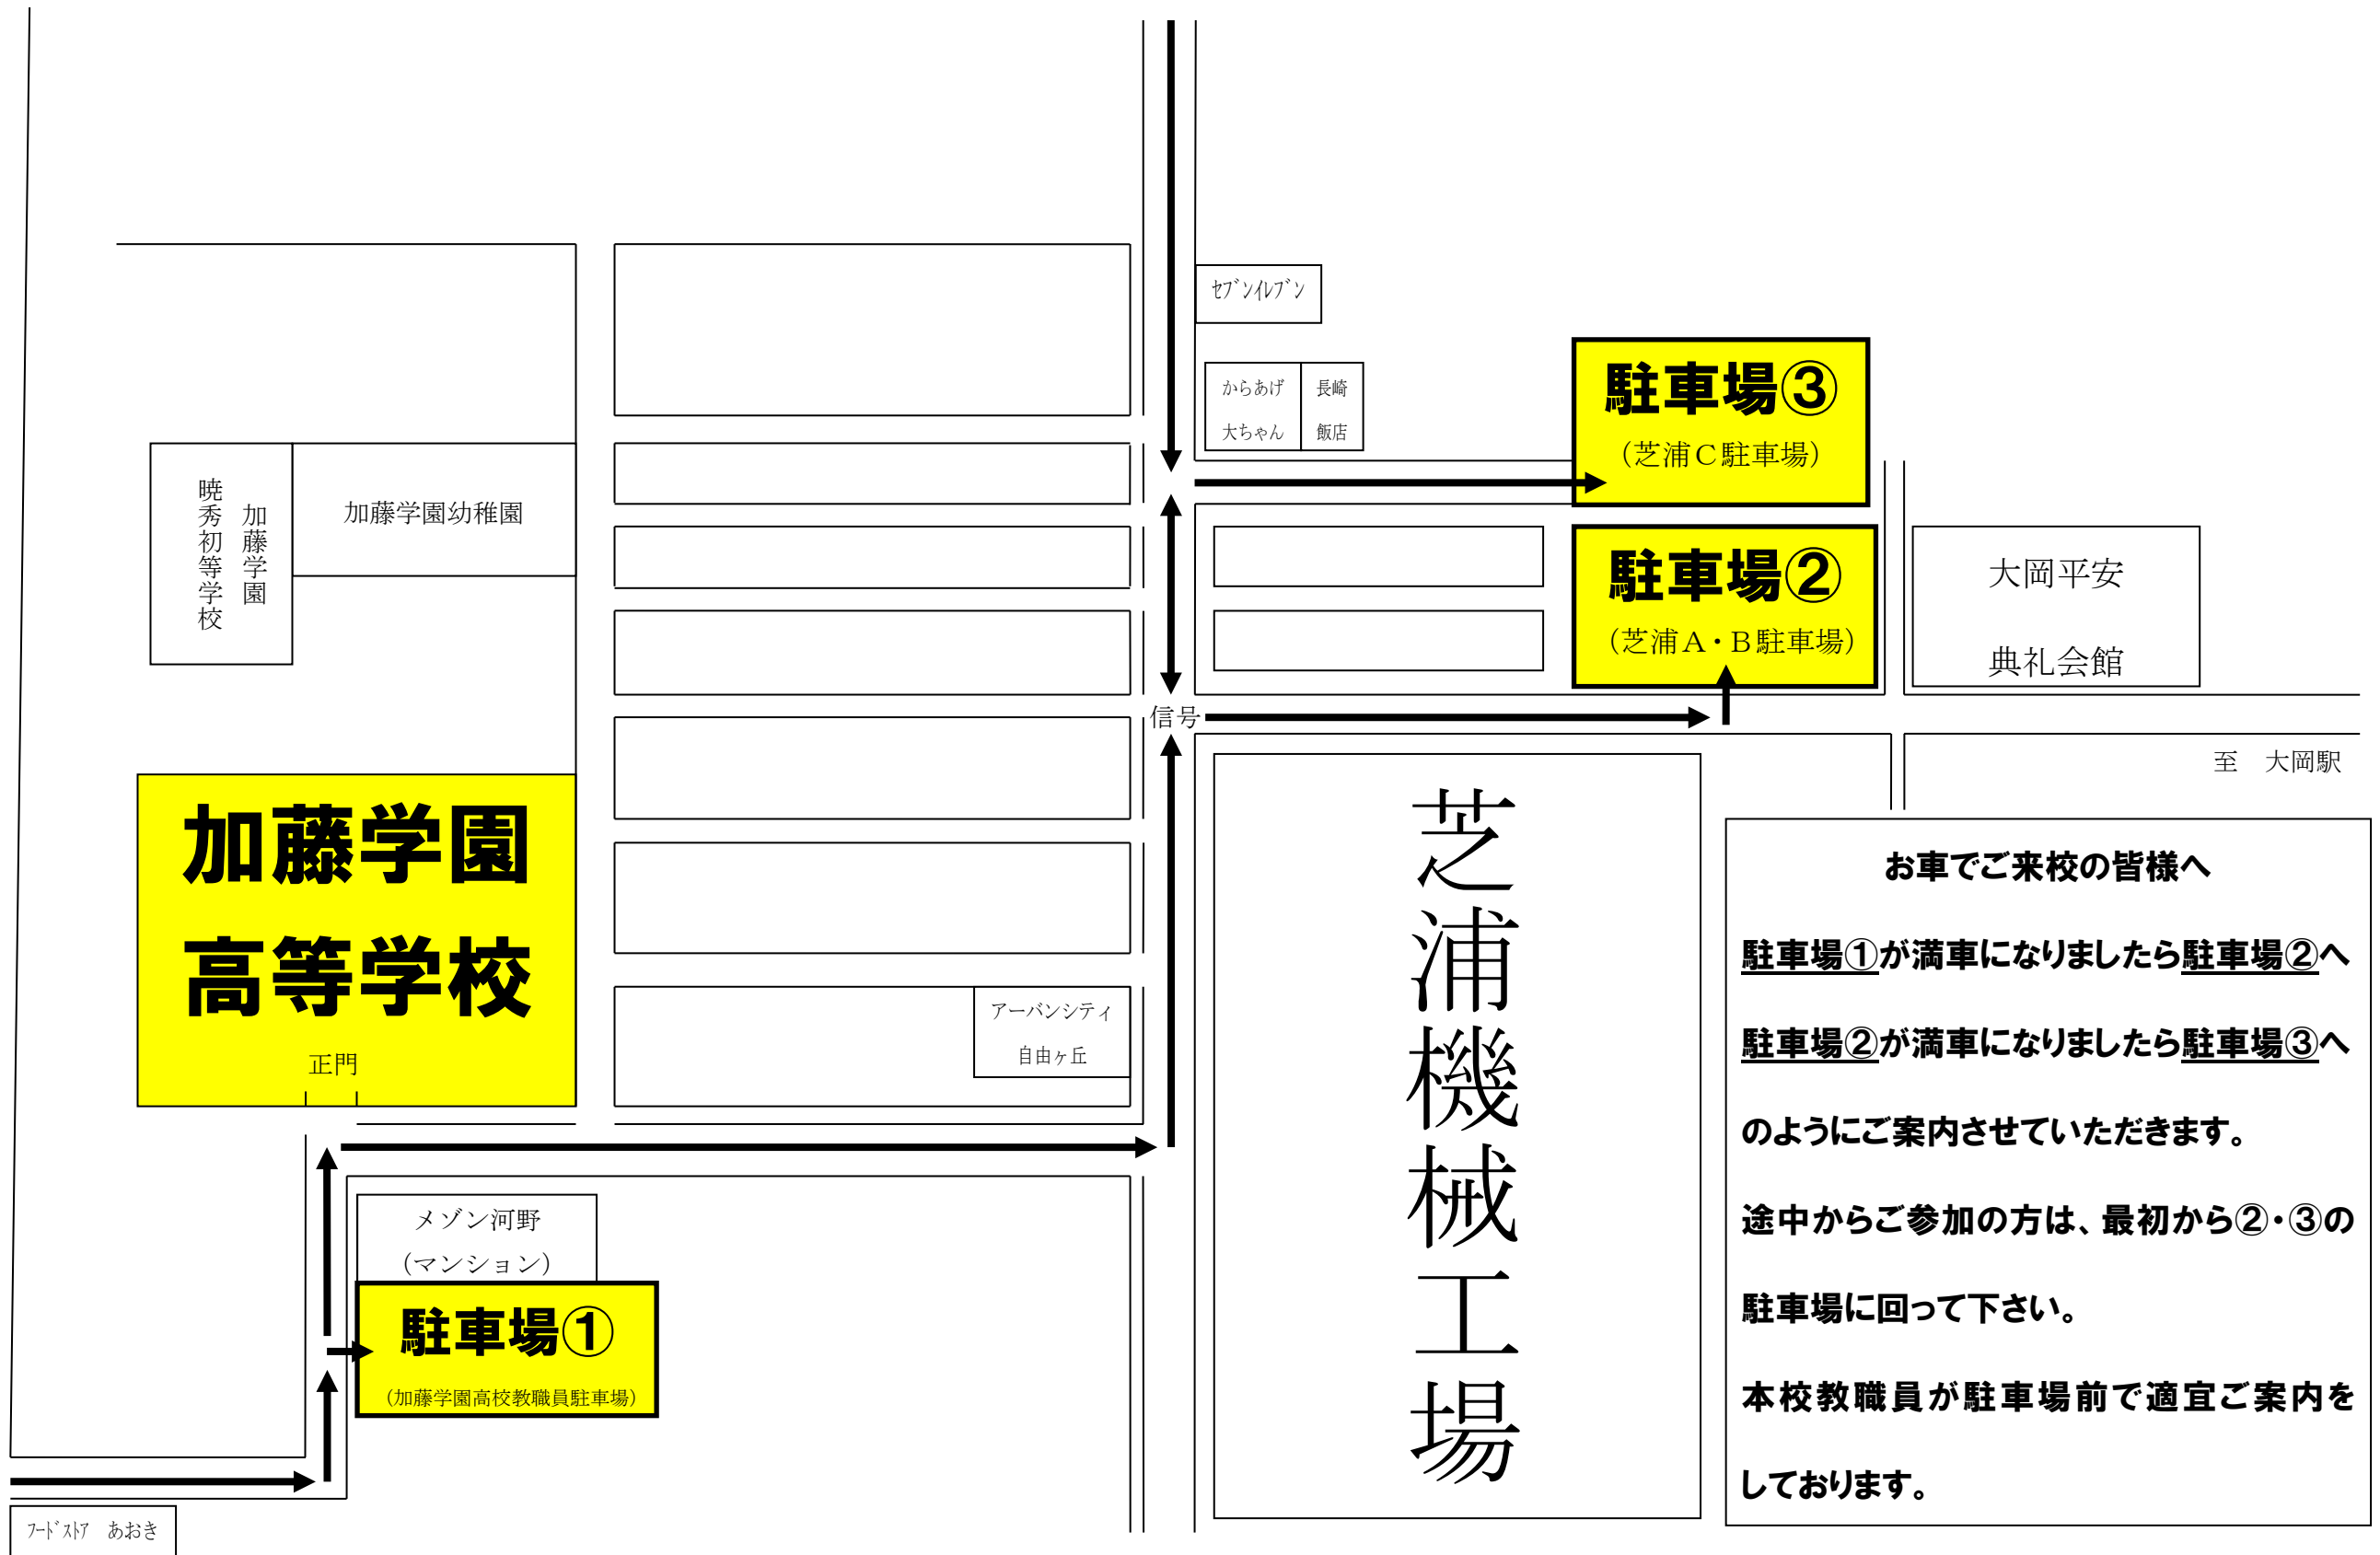 ｾﾌﾞﾝｲﾚﾌﾞﾝ
からあげ
大ちゃん
長崎
飯店
駐車場③
（芝浦Ｃ駐車場）
加藤学園
暁秀初等学校
加藤学園幼稚園
駐車場②
（芝浦Ａ・Ｂ駐車場）
大岡平安
典礼会館
信号
至　大岡駅
加藤学園
高等学校
正門
アーバンシティ
自由ヶ丘
芝浦機械工場
メゾン河野
（マンション）
駐車場①
（加藤学園高校教職員駐車場）
ﾌｰﾄﾞｽﾄｱ　あおき
お車でご来校の皆様へ
駐車場①が満車になりましたら駐車場②へ
駐車場②が満車になりましたら駐車場③へ
のようにご案内させていただきます。
途中からご参加の方は、最初から②・③の
駐車場に回って下さい。
本校教職員が駐車場前で適宜ご案内を
しております。